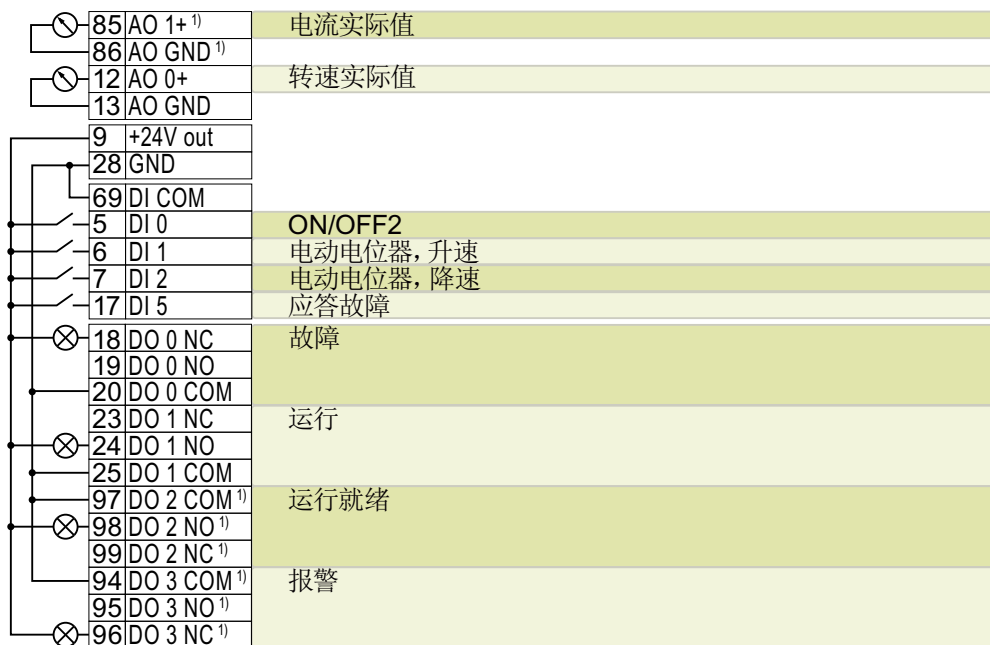 85 AO 1+ 1) 电流实际值
86 AO GND 1)
12 AO 0+ 转速实际值
13 AO GND
9 +24V out
28 GND
69 DI COM
5 DI 0 ON/OFF2
6 DI 1 电动电位器，升速
7 DI 2 电动电位器，降速
17 DI 5 应答故障
18 DO 0 NC 故障
19 DO 0 NO
20 DO 0 COM
23 DO 1 NC 运行
24 DO 1 NO
25 DO 1 COM
97 DO 2 COM 1) 运行就绪
98 DO 2 NO 1)
99 DO 2 NC 1)
94 DO 3 COM 1) 报警
95 DO 3 NO 1)
96 DO 3 NC 1)